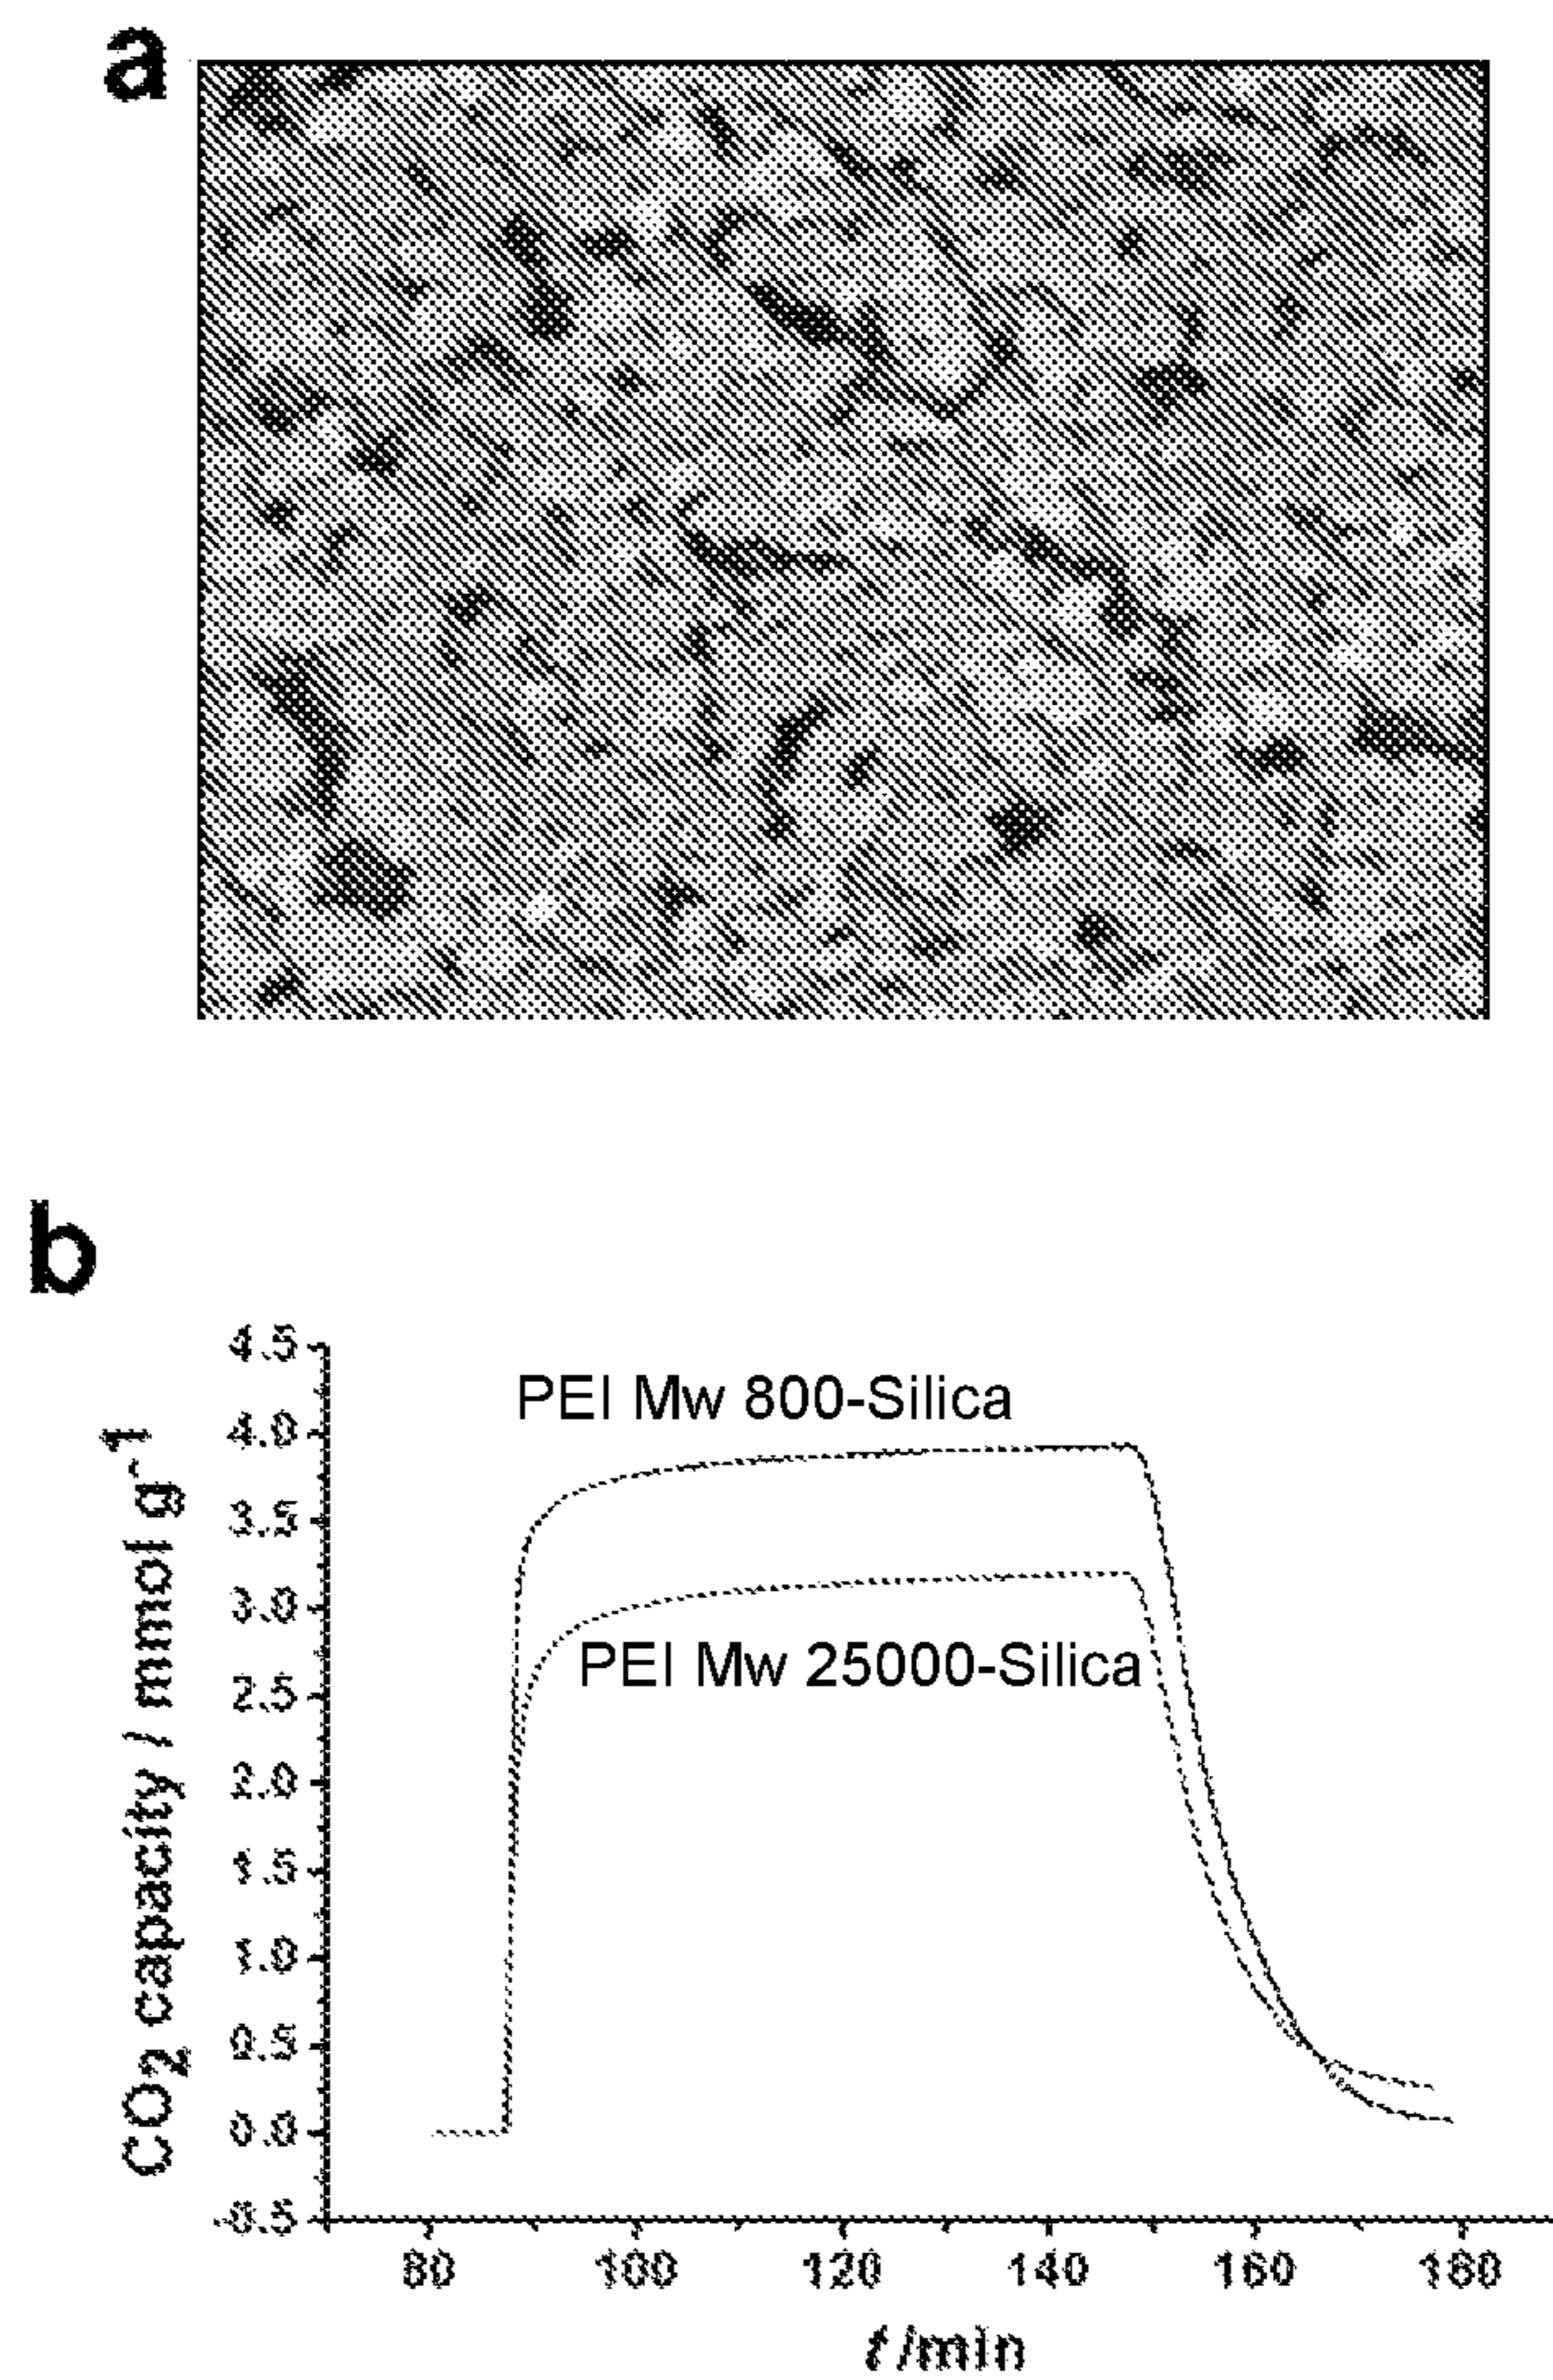 a
b
4.5
4.0
3.5
3.0
2.5
2.0
1.5
1.0
0.5
0.0
-0.5
CO₂ capacity / mmol g⁻¹
PEI Mw 800-Silica
PEI Mw 25000-Silica
80 100 120 140 160 180
t /min